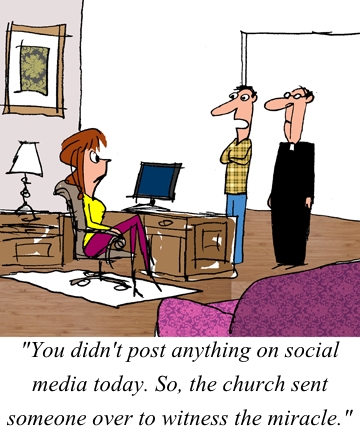 "You didn't post anything on social
media today. So, the church sent
someone over to witness the miracle."